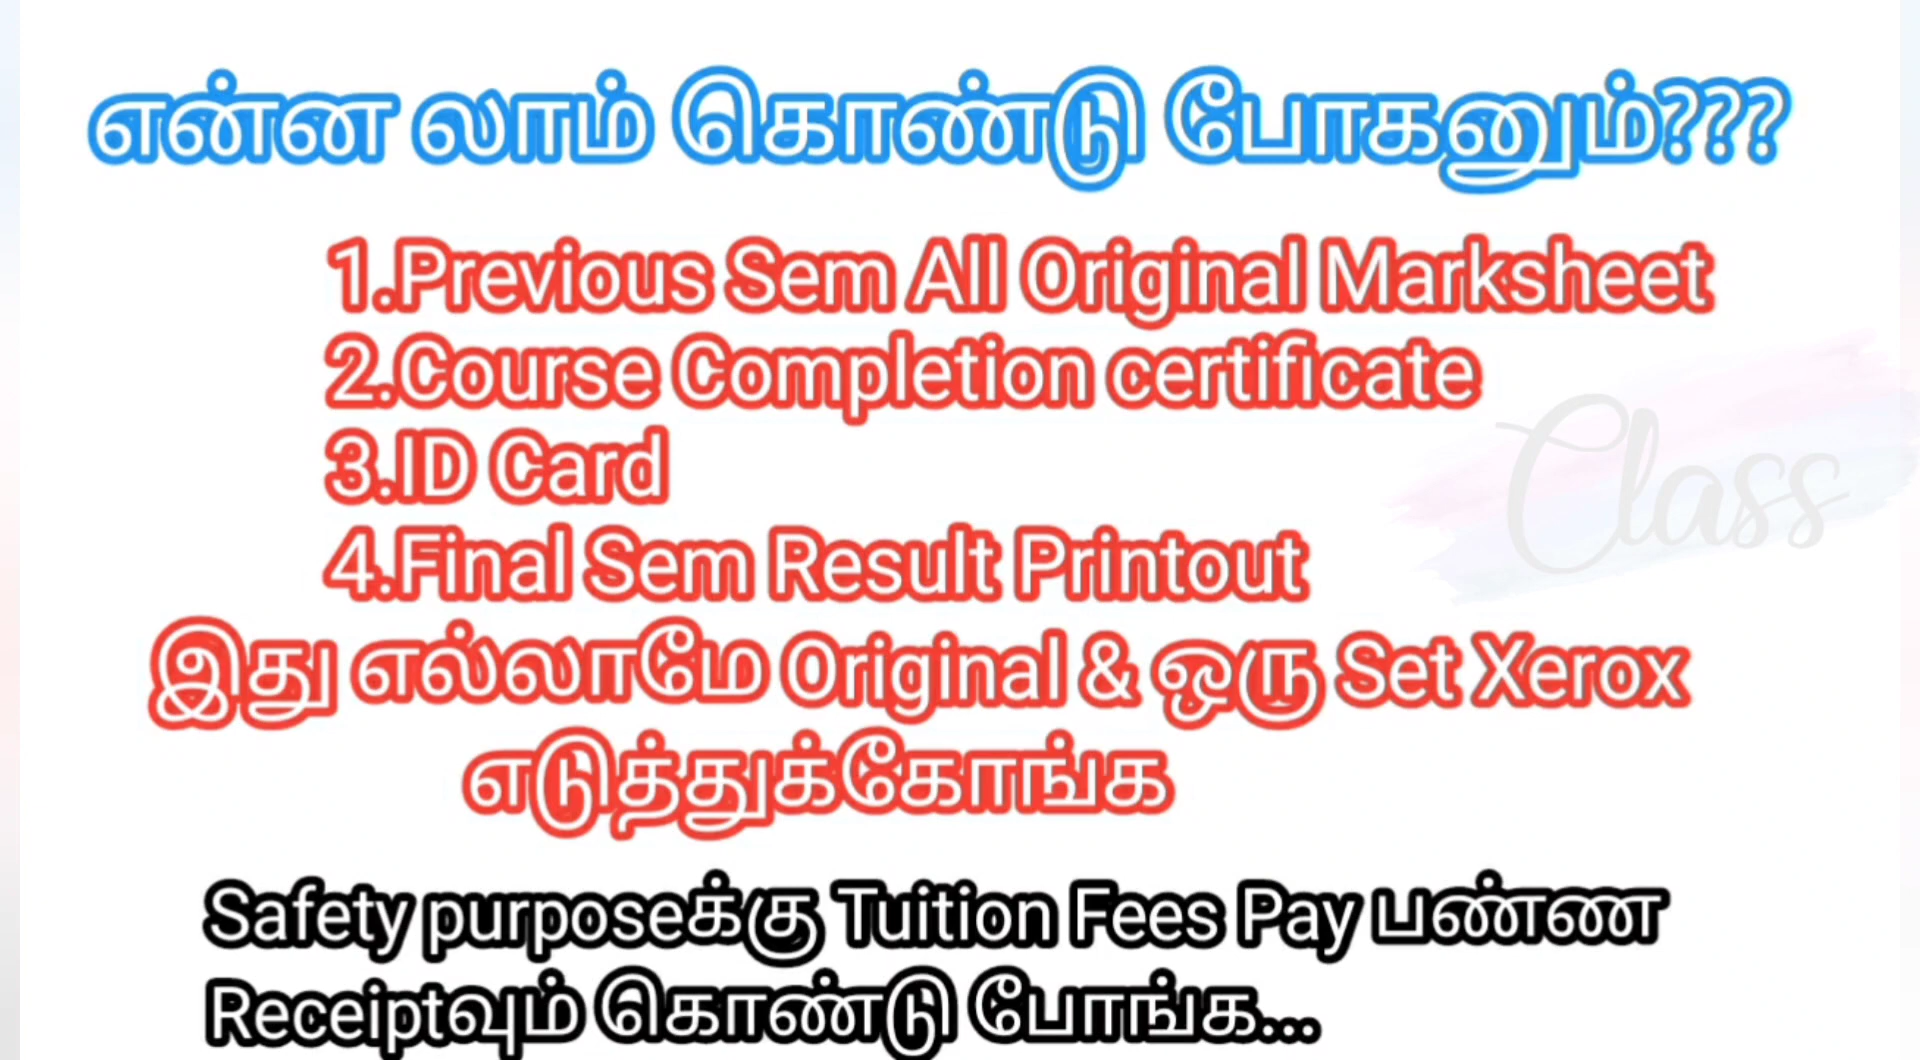 என்ன லாம் கொண்டு போகனும்???
1.Previous Sem All Original Marksheet
2.Course Completion certificate
3.ID Card
4.Final Sem Result Printout
இது எல்லாமே Original & ஒரு Set Xerox
எடுத்துக்கோங்க
Class
Safety purposeக்கு Tuition Fees Pay பண்ண
Receiptவும் கொண்டு போங்க...